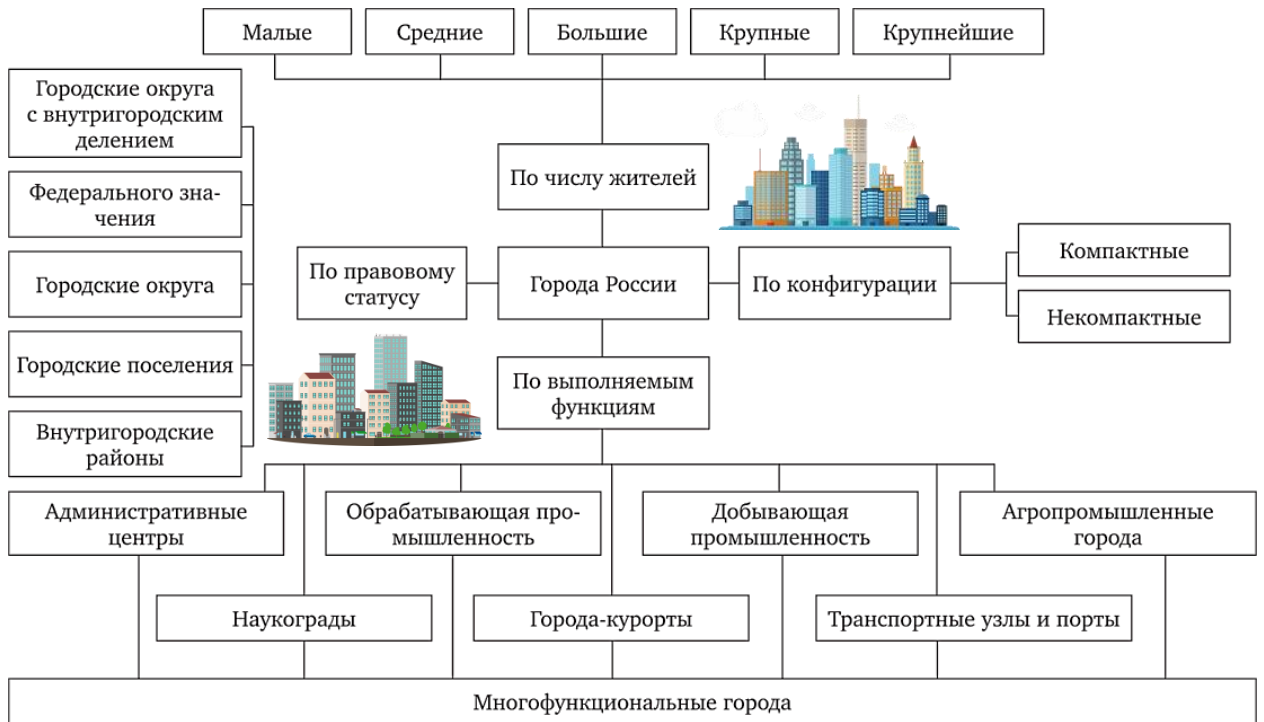 Малые
Средние
Большие
Крупные
Крупнейшие
Городские округа
с внутригородским
делением
Федерального зна-
чения
Городские округа
Городские поселения
Внутригородские
районы
По числу жителей
По правовому
статусу
Города России
По конфигурации
Компактные
Некомпактные
По выполняемым
функциям
Административные
центры
Обрабатывающая про-
мышленность
Добывающая
промышленность
Агропромышленные
города
Наукограды
Города-курорты
Транспортные узлы и порты
Многофункциональные города